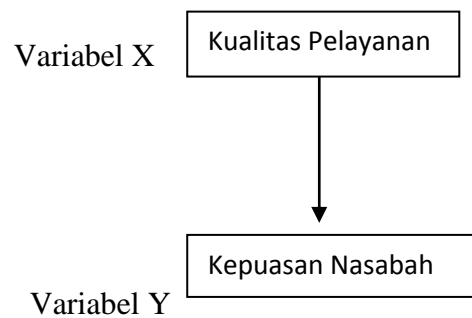 Kualitas Pelayanan
Variabel X
Kepuasan Nasabah
Variabel Y